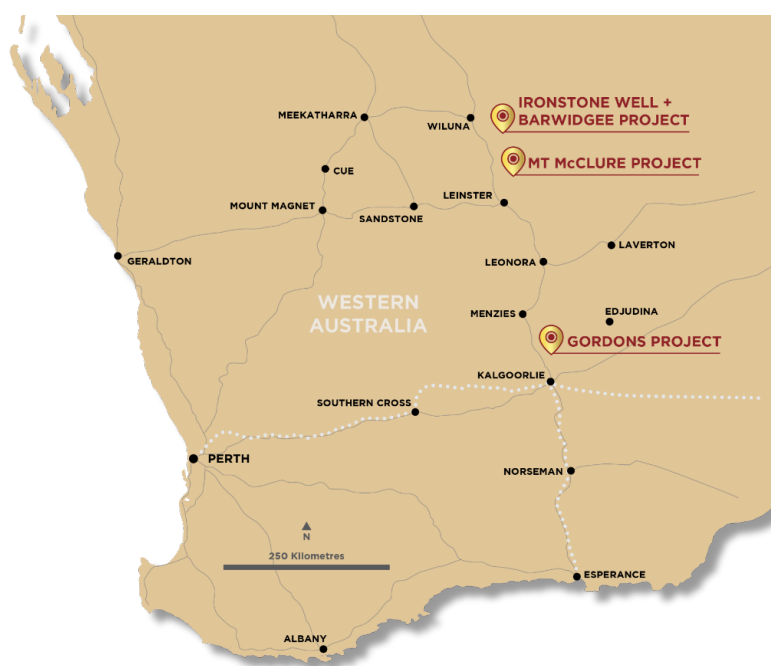 IRONSTONE WELL +
BARWIDGEE PROJECT
MEEKATHARRA
WILUNA
MT McCLURE PROJECT
CUE
LEINSTER
MOUNT MAGNET
SANDSTONE
LAVERTON
GERALDTON
LEONORA
WESTERN
AUSTRALIA
MENZIES
EDJUDINA
GORDONS PROJECT
KALGOORLIE
SOUTHERN CROSS
PERTH
NORSEMAN
N
250 Kilometres
ESPERANCE
ALBANY